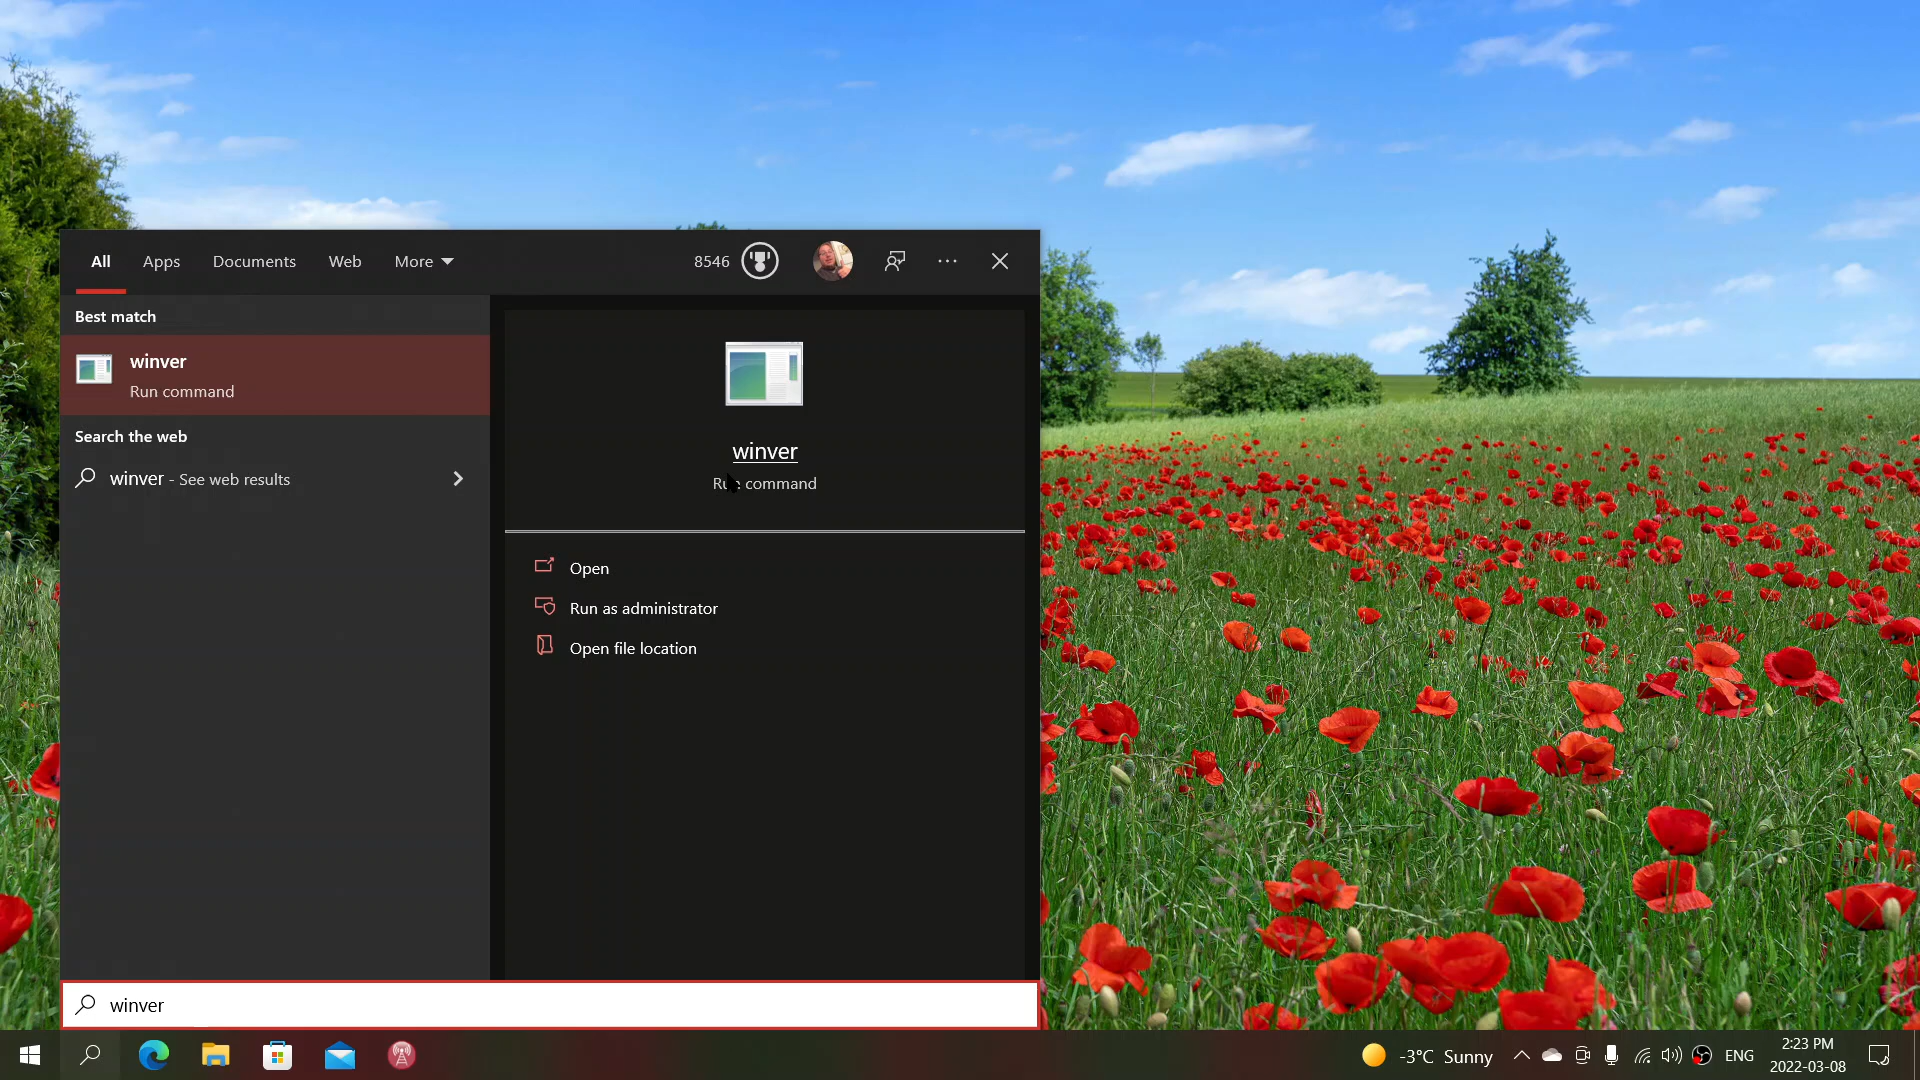 All Apps Documents Web More 8546
Best match
winver
Run command
Search the web
winver - See web results
winver
Run command
Open
Run as administrator
Open file location
winver
-3°C Sunny
ENG
2:23 PM
2022-03-08